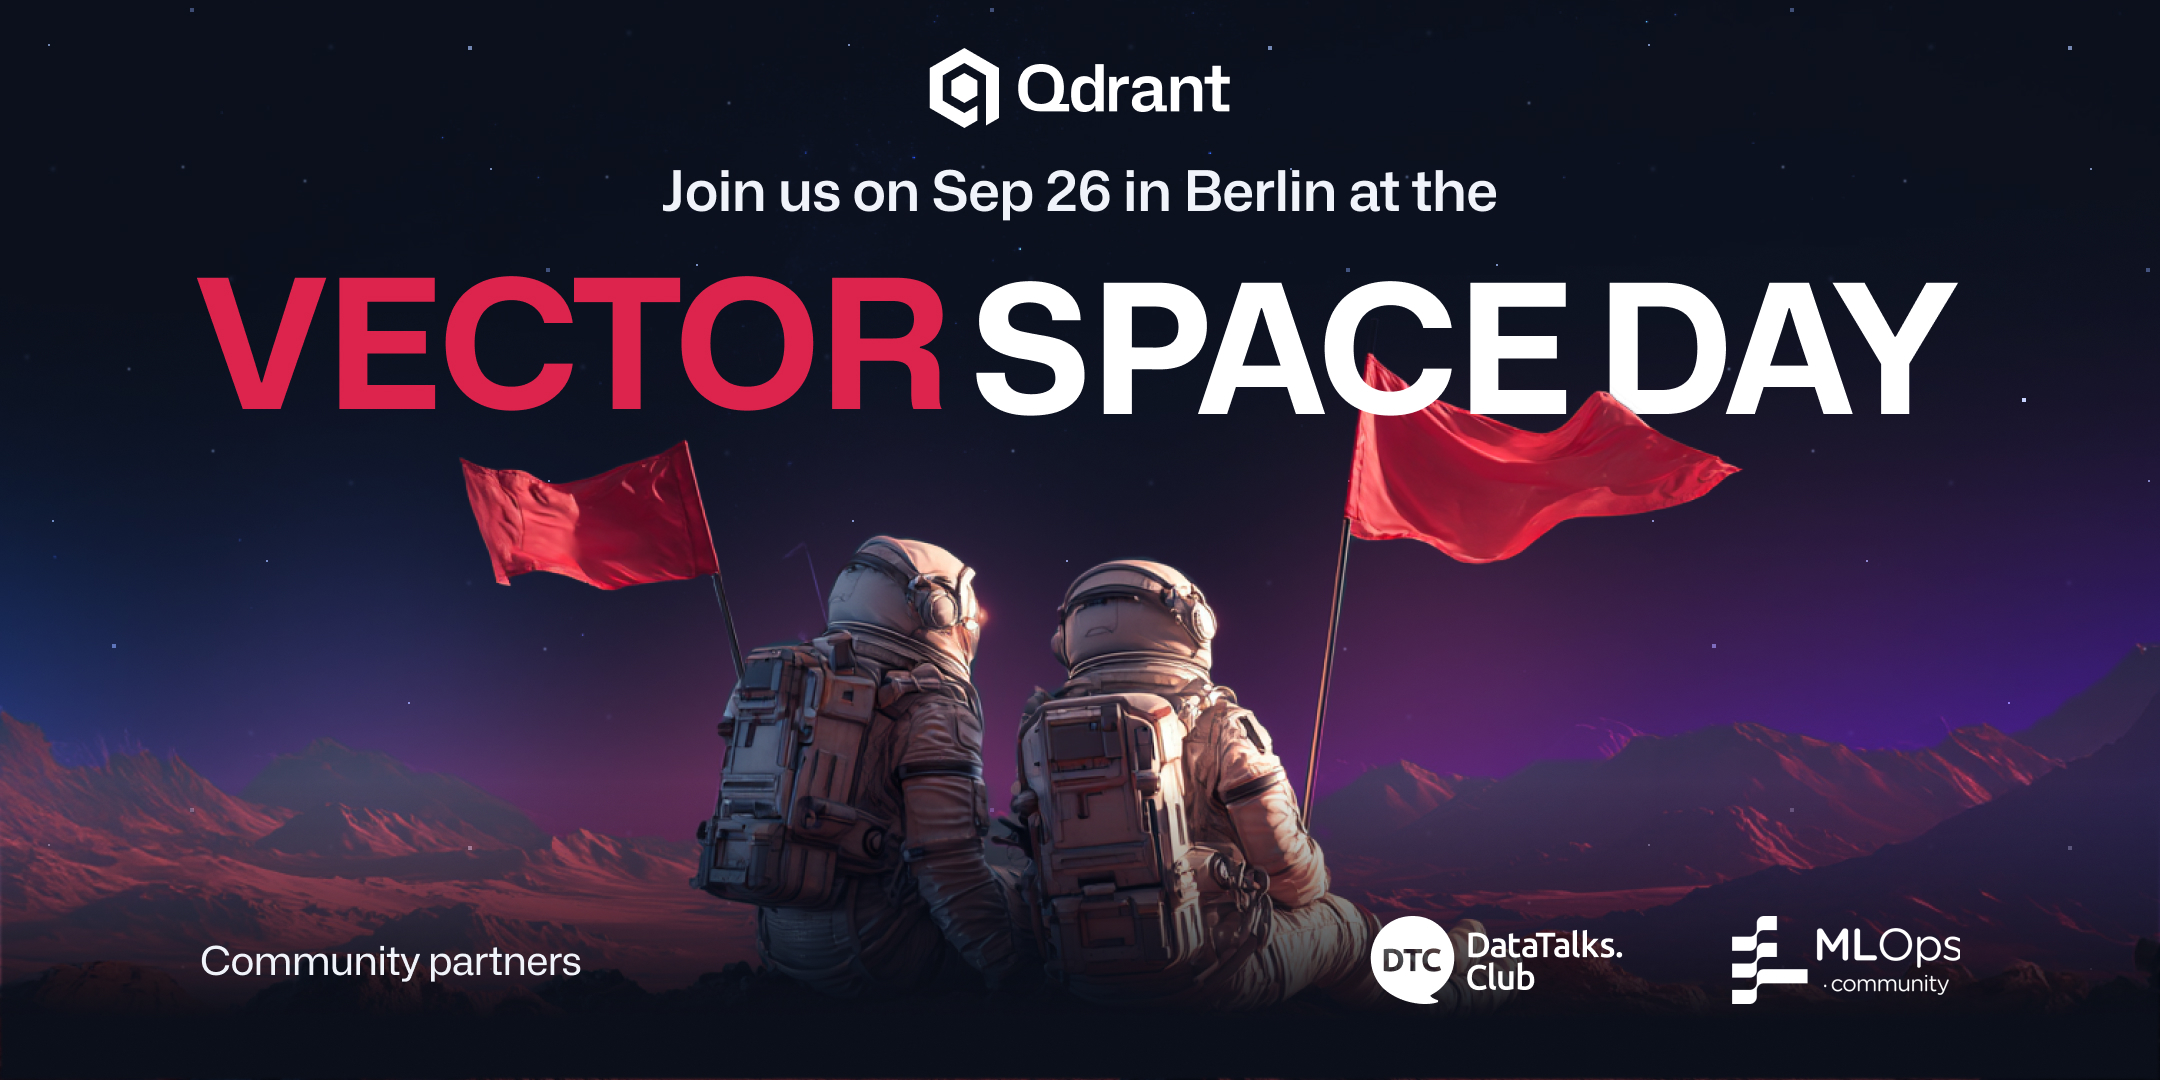 Qdrant
Join us on Sep 26 in Berlin at the
VECTOR SPACE DAY
Community partners
DTC
DataTalks.
Club
MLOps
·community